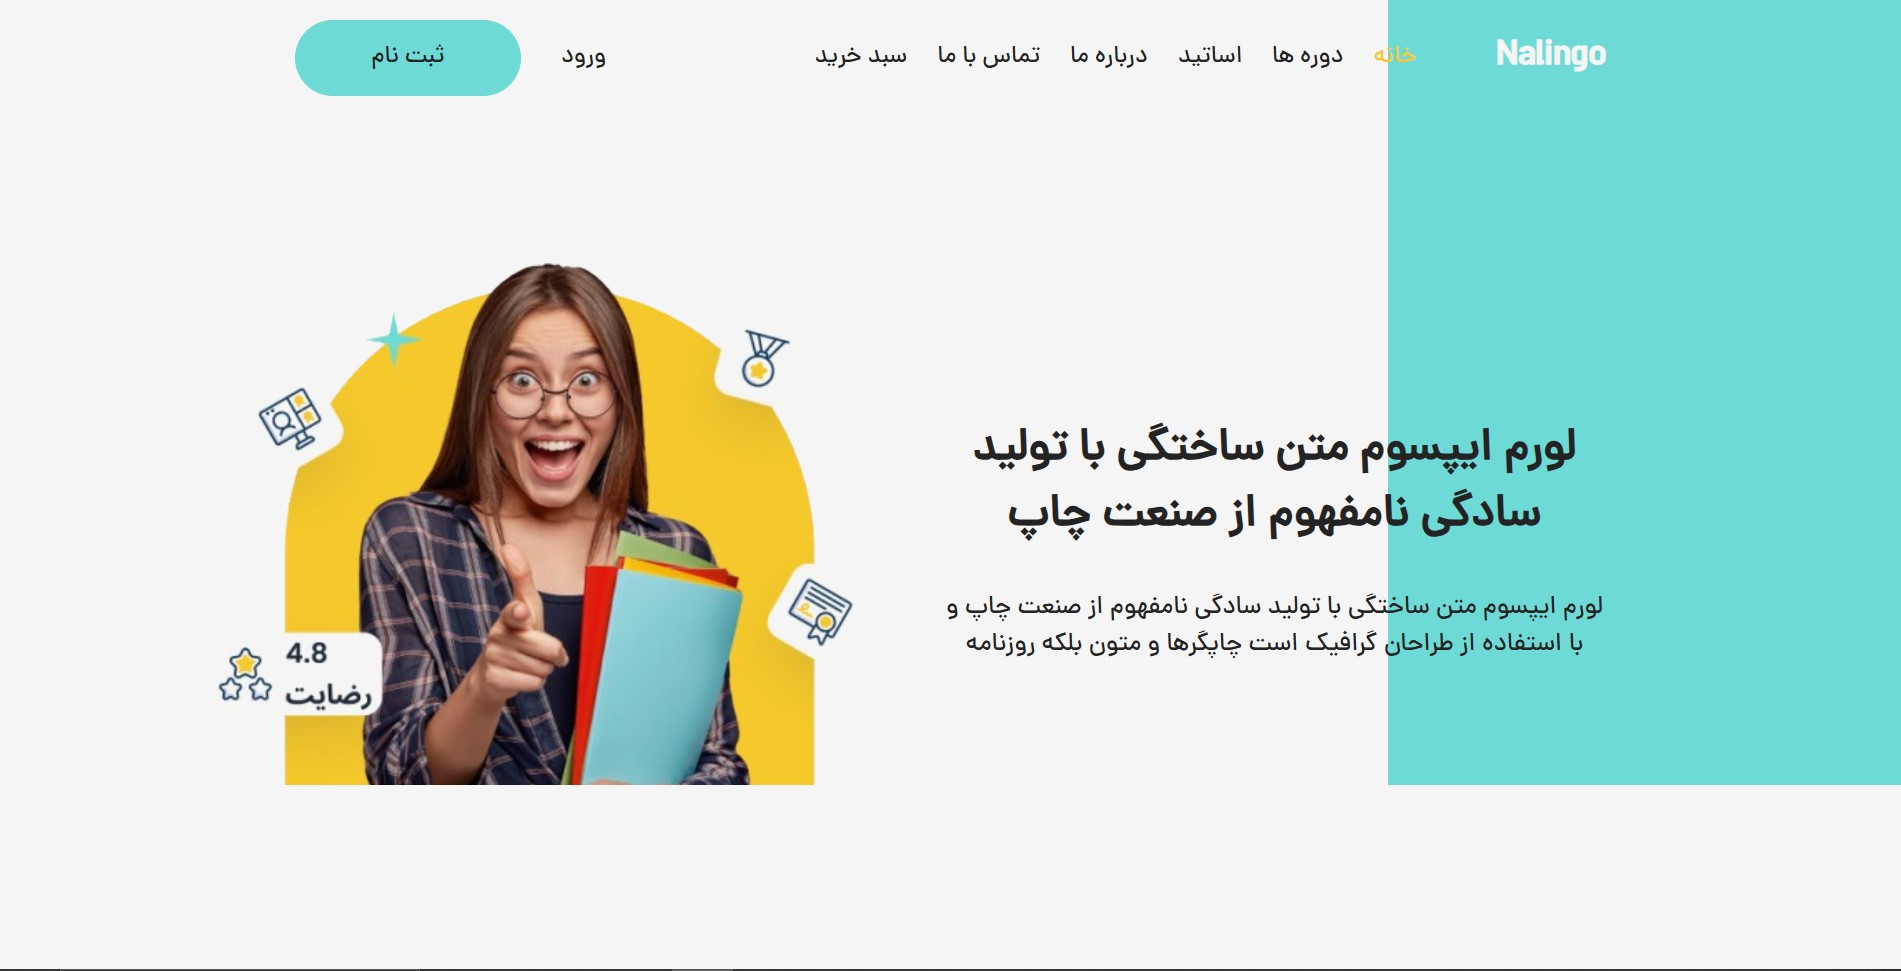 Nalingo
خانه
دوره ها
اساتید
درباره ما
تماس با ما
سبد خرید
ورود
ثبت نام
لورم ایپسوم متن ساختگی با تولید
سادگی نامفهوم از صنعت چاپ
لورم ایپسوم متن ساختگی با تولید سادگی نامفهوم از صنعت چاپ و
با استفاده از طراحان گرافیک است چاپگرها و متون بلکه روزنامه
4.8
رضایت